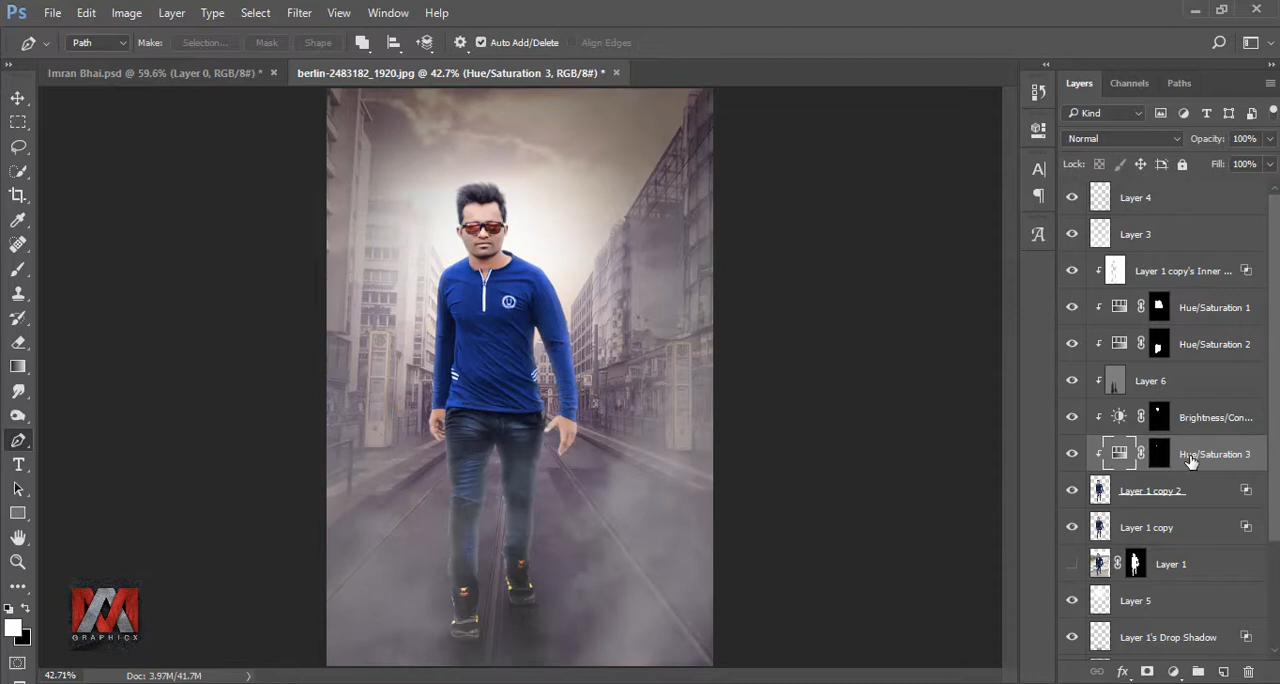 Ps File Edit Image Layer Type Select Filter 3D View Window Help
Path Make: Selection... Mask Shape Auto Add/Delete Align Edges
Imran Bhai.psd @ 59.6% (Layer 0, RGB/8#) * × berlin-2483182_1920.jpg @ 42.7% (Hue/Saturation 3, RGB/8#) * ×
Layers Channels Paths
Kind
Normal Opacity: 100%
Lock: Fill: 100%
Layer 4
Layer 3
Layer 1 copy's Inner ...
Hue/Saturation 1
Hue/Saturation 2
Layer 6
Brightness/Con...
Hue/Saturation 3
Layer 1 copy 2
Layer 1 copy
Layer 1
Layer 5
Layer 1's Drop Shadow
GRAPHICX
42.71% Doc: 3.97M/41.7M